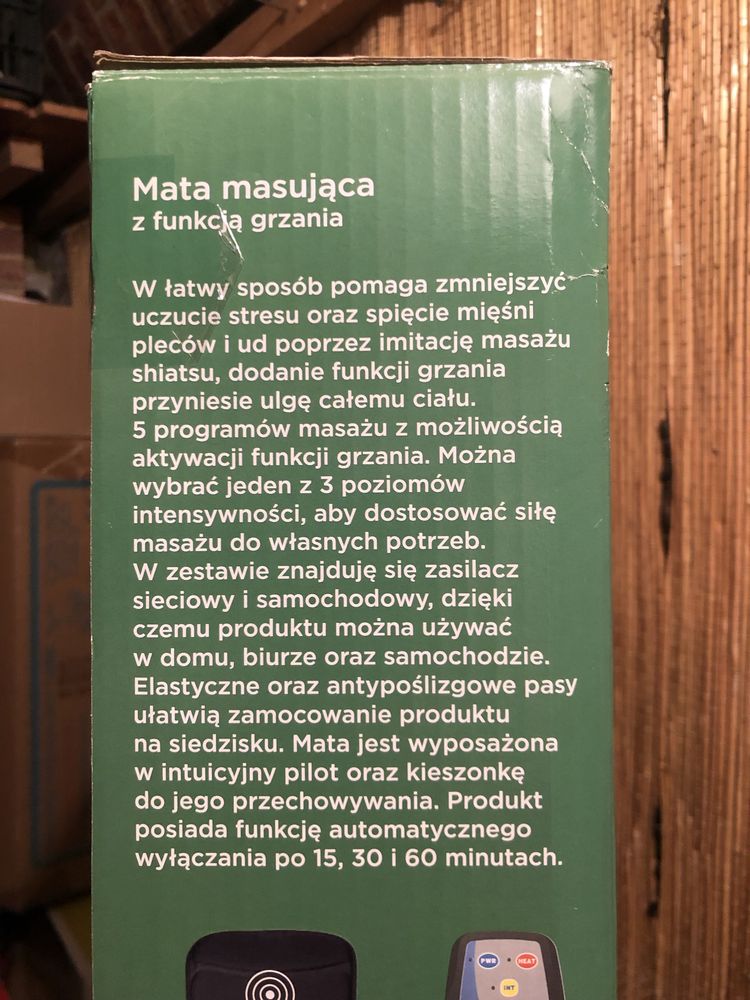 Mata masująca
z funkcją grzania
W łatwy sposób pomaga zmniejszyć
uczucie stresu oraz spięcie mięśni
pleców i ud poprzez imitację masażu
shiatsu, dodanie funkcji grzania
przyniesie ulgę całemu ciału.
5 programów masażu z możliwością
aktywacji funkcji grzania. Można
wybrać jeden z 3 poziomów
intensywności, aby dostosować siłę
masażu do własnych potrzeb.
W zestawie znajduję się zasilacz
sieciowy i samochodowy, dzięki
czemu produktu można używać
w domu, biurze oraz samochodzie.
Elastyczne oraz antypoślizgowe pasy
ułatwią zamocowanie produktu
na siedzisku. Mata jest wyposażona
w intuicyjny pilot oraz kieszonkę
do jego przechowywania. Produkt
posiada funkcję automatycznego
wyłączania po 15, 30 i 60 minutach.
PWR HEAT
INT